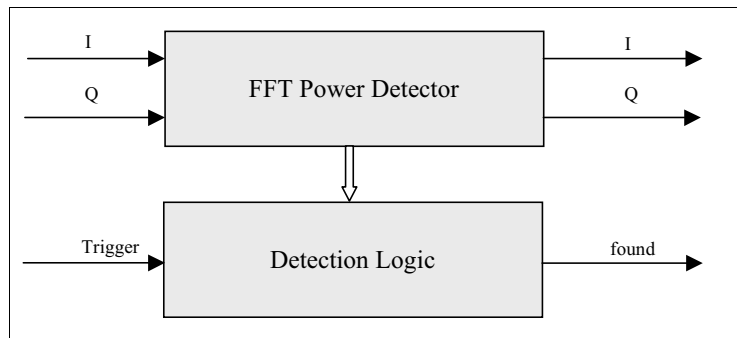 I
I
FFT Power Detector
Q
Q
Trigger
Detection Logic
found